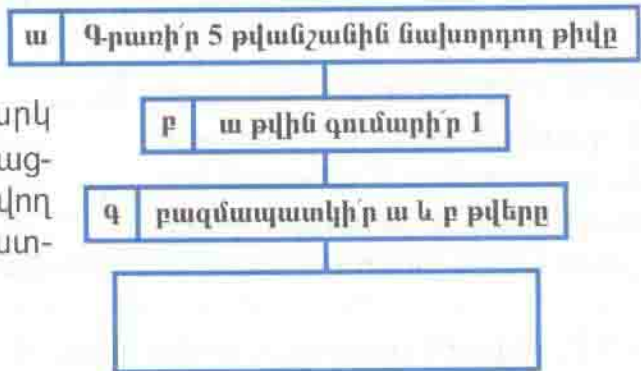 ա Գրառի՛ր 5 թվանշանին նախորդող թիվը
բ ա թվին գումարի՛ր 1
գ բազմապատկի՛ր ա և բ թվերը